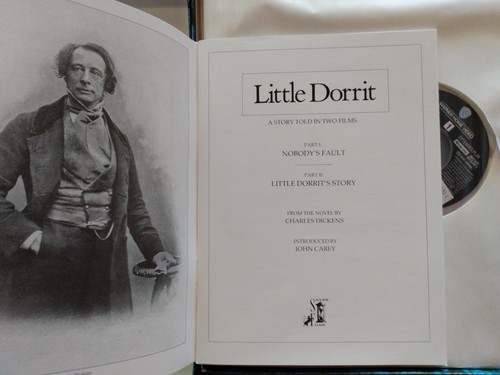 Little Dorrit
A STORY TOLD IN TWO FILMS
PART I:
NOBODY'S FAULT
PART II:
LITTLE DORRIT'S STORY
FROM THE NOVEL BY
CHARLES DICKENS
INTRODUCED BY
JOHN CAREY